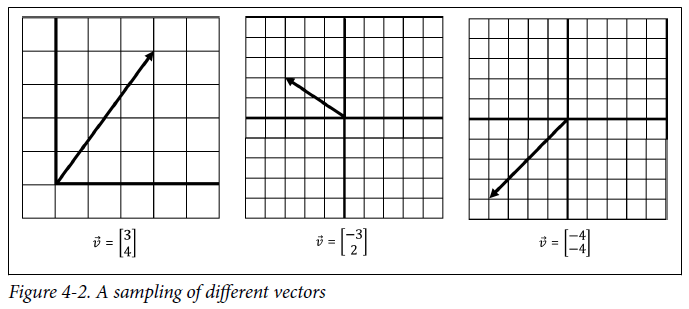 v⃗ = [3 4]
v⃗ = [−3 2]
v⃗ = [−4 −4]
Figure 4-2. A sampling of different vectors